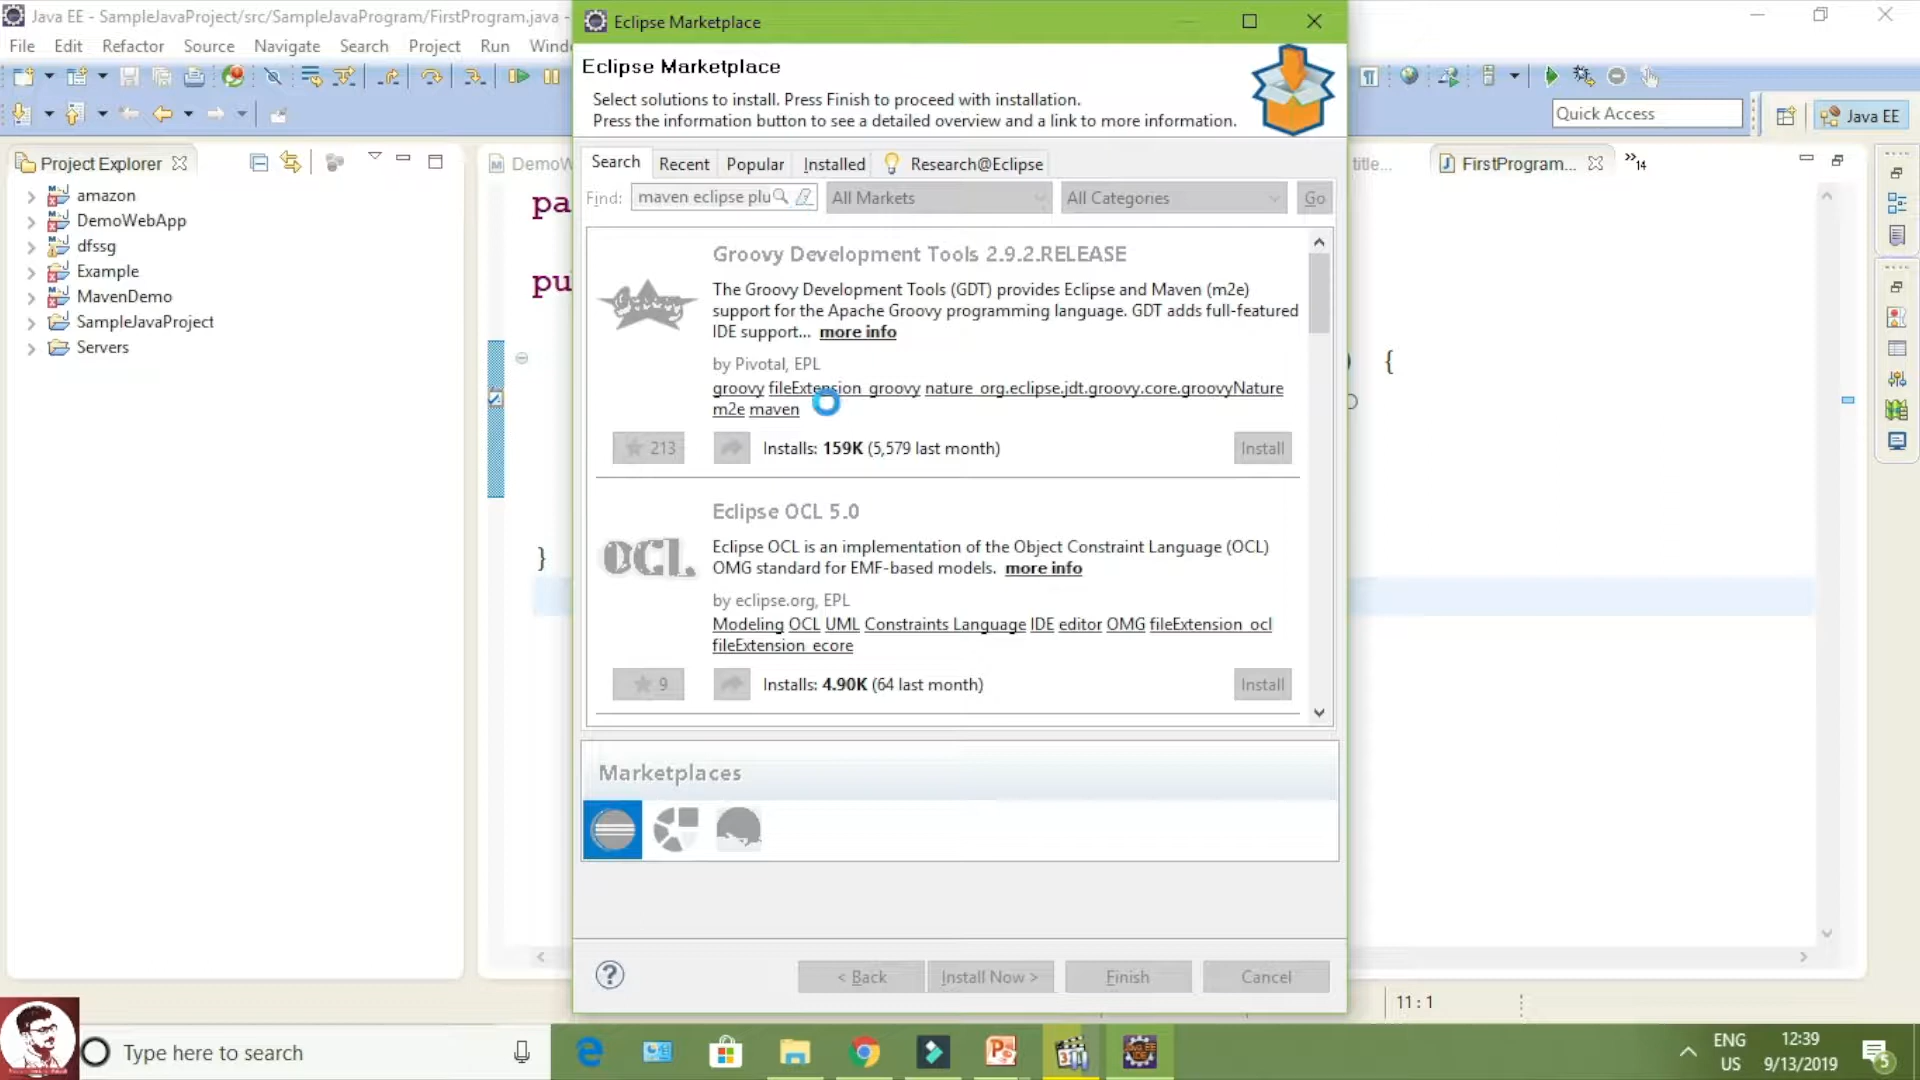 Java EE - SampleJavaProject/src/SampleJavaProgram/FirstProgram.java -
File Edit Refactor Source Navigate Search Project Run
Quick Access
Java EE
Project Explorer
amazon
DemoWebApp
dfssg
Example
MavenDemo
SampleJavaProject
Servers
FirstProgram...
14
pa
pu
{
}
Eclipse Marketplace
Eclipse Marketplace
Select solutions to install. Press Finish to proceed with installation.
Press the information button to see a detailed overview and a link to more information.
Search Recent Popular Installed Research@Eclipse
Find: maven eclipse plu All Markets All Categories Go
Groovy Development Tools 2.9.2.RELEASE
The Groovy Development Tools (GDT) provides Eclipse and Maven (m2e)
support for the Apache Groovy programming language. GDT adds full-featured
IDE support... more info
by Pivotal, EPL
groovy fileExtension_groovy nature_org.eclipse.jdt.groovy.core.groovyNature
m2e maven
213 Installs: 159K (5,579 last month) Install
Eclipse OCL 5.0
OCL
Eclipse OCL is an implementation of the Object Constraint Language (OCL)
OMG standard for EMF-based models. more info
by eclipse.org, EPL
Modeling OCL UML Constraints Language IDE editor OMG fileExtension_ocl
fileExtension_ecore
9 Installs: 4.90K (64 last month) Install
Marketplaces
< Back Install Now > Finish Cancel
11 : 1
Type here to search
ENG
US
12:39
9/13/2019
5